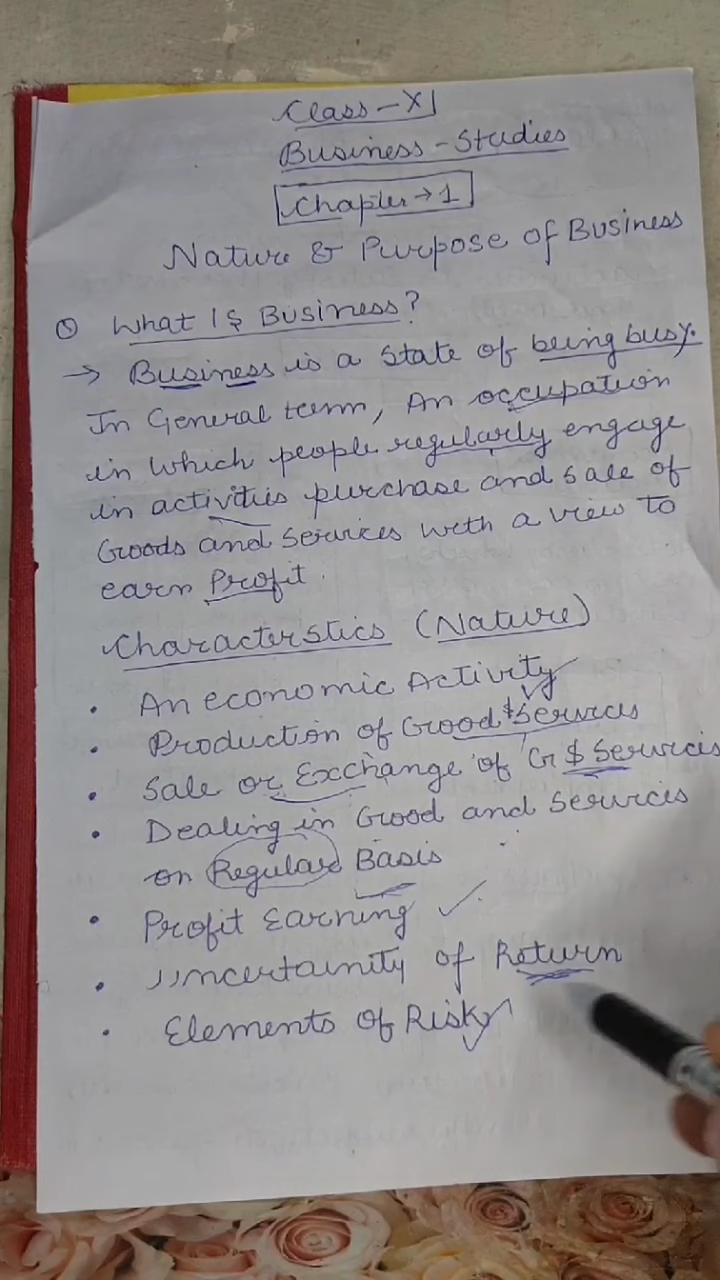 Class - XI
Business - Studies
Chapter → 1
Nature & Purpose of Business
What Is Business?
→ Business is a State of being busy.
In General term, An occupation
in which people regularly engage
in activities purchase and sale of
Goods and Services with a view to
earn Profit.
Characterstics (Nature)
• An economic Activity
• Production of Good & Services
• Sale or Exchange of G $ Services
• Dealing in Good and Services
on Regular Basis
• Profit Earning ✓
• Uncertainity of Return
• Elements of Risk